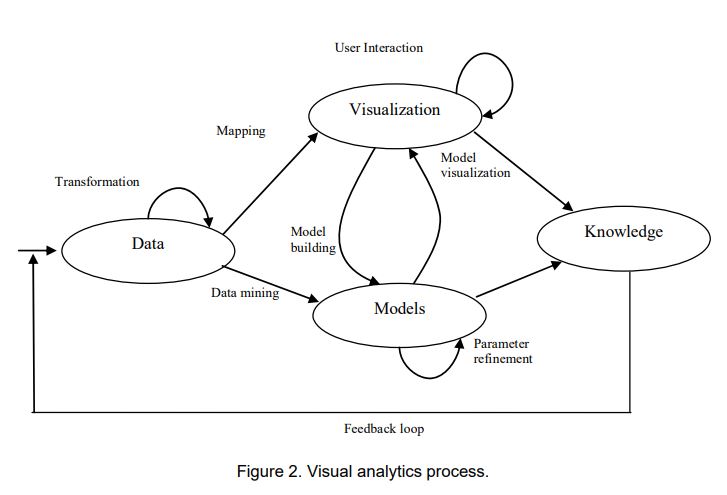 User Interaction
Visualization
Mapping
Model
visualization
Transformation
Data
Model
building
Knowledge
Data mining
Models
Parameter
refinement
Feedback loop
Figure 2. Visual analytics process.